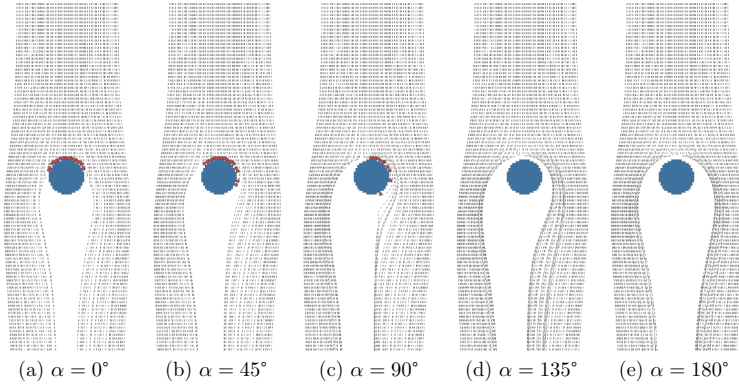 (a) α = 0° (b) α = 45° (c) α = 90° (d) α = 135° (e) α = 180°